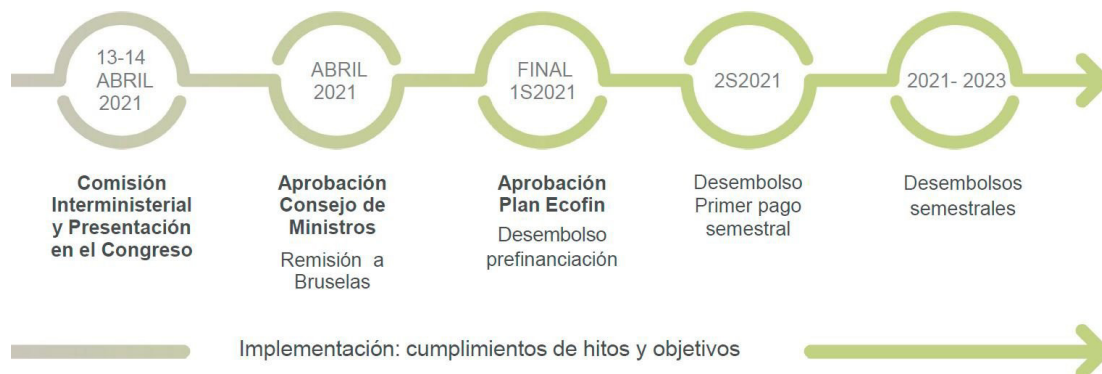 13-14
ABRIL
2021
ABRIL
2021
FINAL
1S2021
2S2021
2021- 2023
Comisión
Interministerial
y Presentación
en el Congreso
Aprobación
Consejo de
Ministros
Remisión a
Bruselas
Aprobación
Plan Ecofin
Desembolso
prefinanciación
Desembolso
Primer pago
semestral
Desembolsos
semestrales
Implementación: cumplimientos de hitos y objetivos